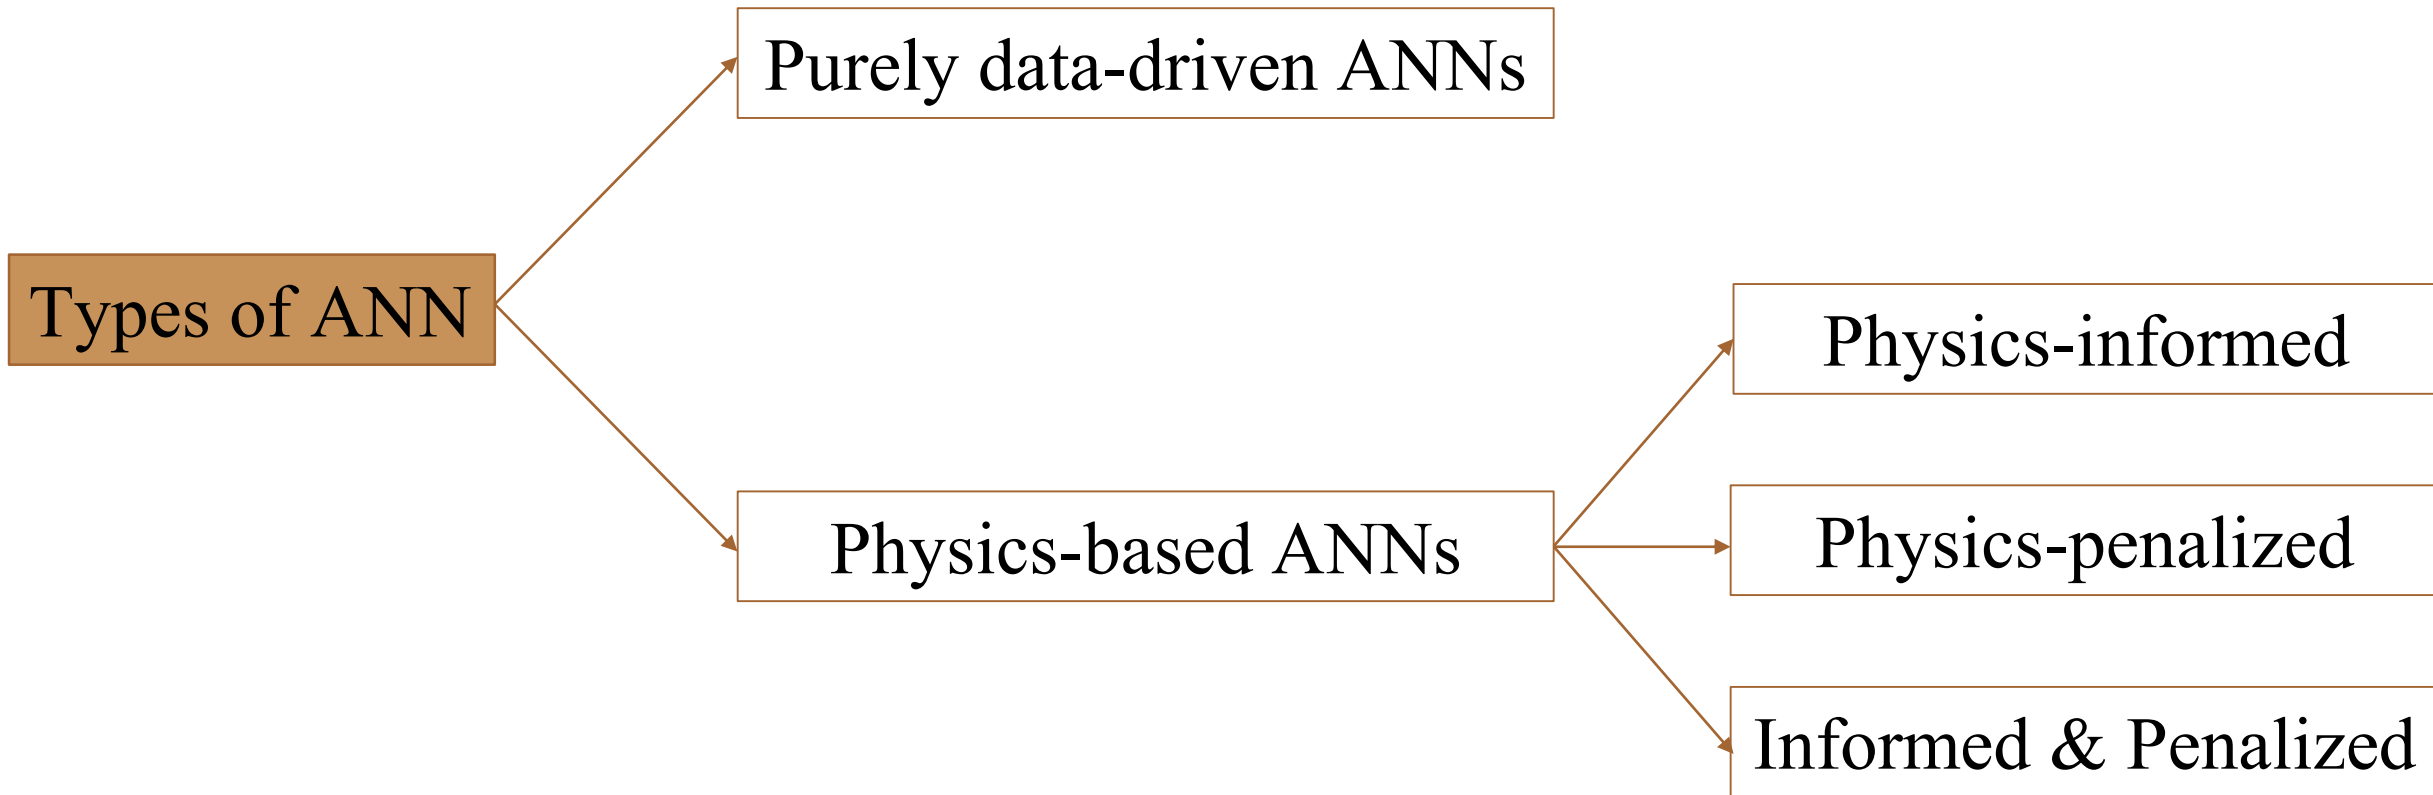 Purely data-driven ANNs
Types of ANN
Physics-informed
Physics-based ANNs
Physics-penalized
Informed & Penalized